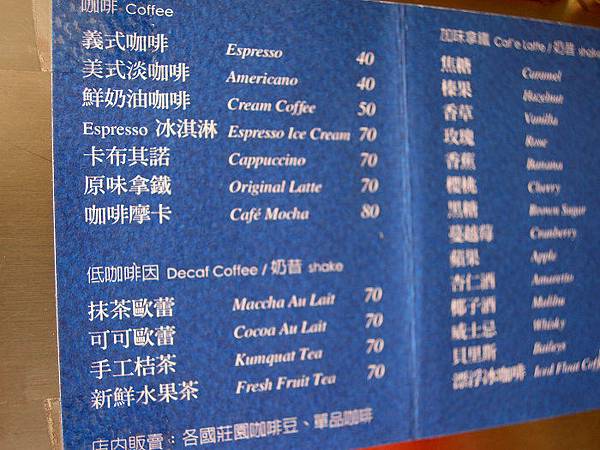 咖啡 Coffee
義式咖啡 Espresso 40
美式淡咖啡 Americano 40
鮮奶油咖啡 Cream Coffee 50
Espresso 冰淇淋 Espresso Ice Cream 70
卡布其諾 Cappuccino 70
原味拿鐵 Original Latte 70
咖啡摩卡 Café Mocha 80
低咖啡因 Decaf Coffee / 奶昔 shake
抹茶歐蕾 Maccha Au Lait 70
可可歐蕾 Cocoa Au Lait 70
手工桔茶 Kumquat Tea 70
新鮮水果茶 Fresh Fruit Tea 70
店内販賣：各國莊園咖啡豆、單品咖啡
加味拿鐵 Caf'e Latte / 奶昔 shake
焦糖 Caramel
榛果 Hazelnut
香草 Vanilla
玫瑰 Rose
香蕉 Banana
櫻桃 Cherry
黑糖 Brown Sugar
蔓越莓 Cranberry
蘋果 Apple
杏仁酒 Amaretto
椰子酒 Malibu
威士忌 Whisky
貝里斯 Baileys
漂浮冰咖啡 Iced Float